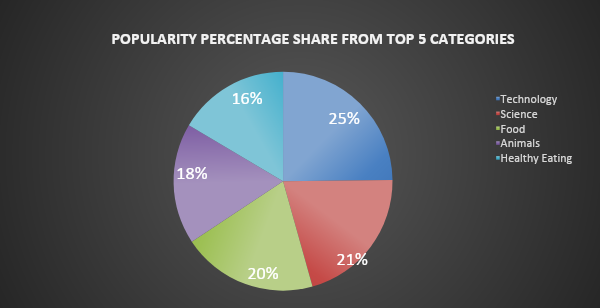 POPULARITY PERCENTAGE SHARE FROM TOP 5 CATEGORIES
16%
25%
18%
20%
21%
Technology
Science
Food
Animals
Healthy Eating